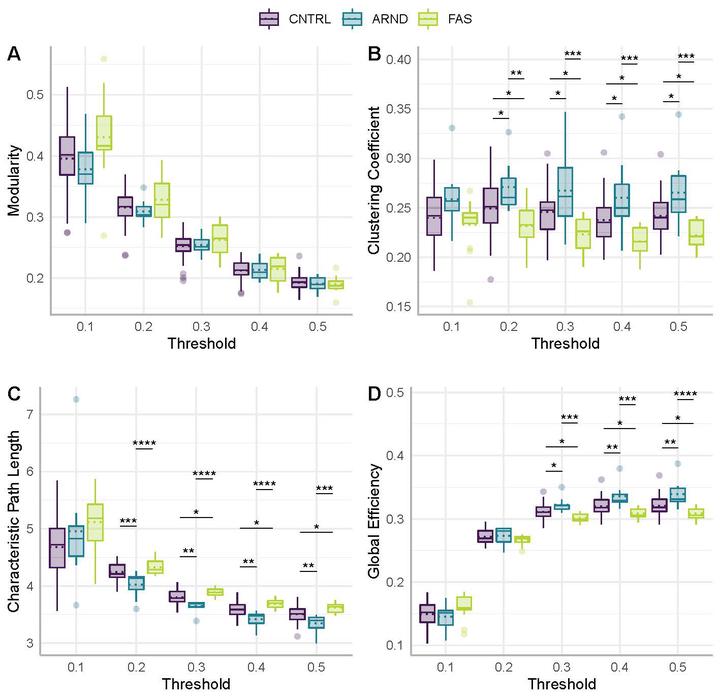 CNTRL ARND FAS
A
Modularity
0.5
0.4
0.3
0.2
0.1 0.2 0.3 0.4 0.5
Threshold
B
Clustering Coefficient
0.40
0.35
0.30
0.25
0.20
0.15
*** *** ***
** * * *
* * * *
0.1 0.2 0.3 0.4 0.5
Threshold
C
Characteristic Path Length
7
6
5
4
3
**** **** *** ***
*** * * *
** ** **
0.1 0.2 0.3 0.4 0.5
Threshold
D
Global Efficiency
0.5
0.4
0.3
0.2
0.1
*** *** ****
* * *
* ** **
0.1 0.2 0.3 0.4 0.5
Threshold